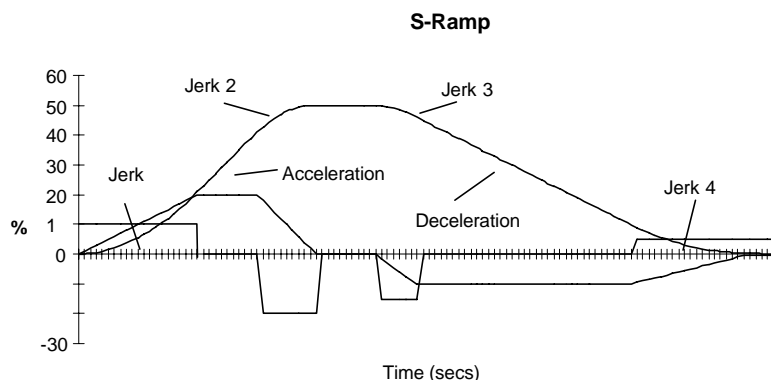 S-Ramp
60
50
40
30
20
1
0
-30
%
Jerk 2
Jerk 3
Jerk
Acceleration
Deceleration
Jerk 4
Time (secs)